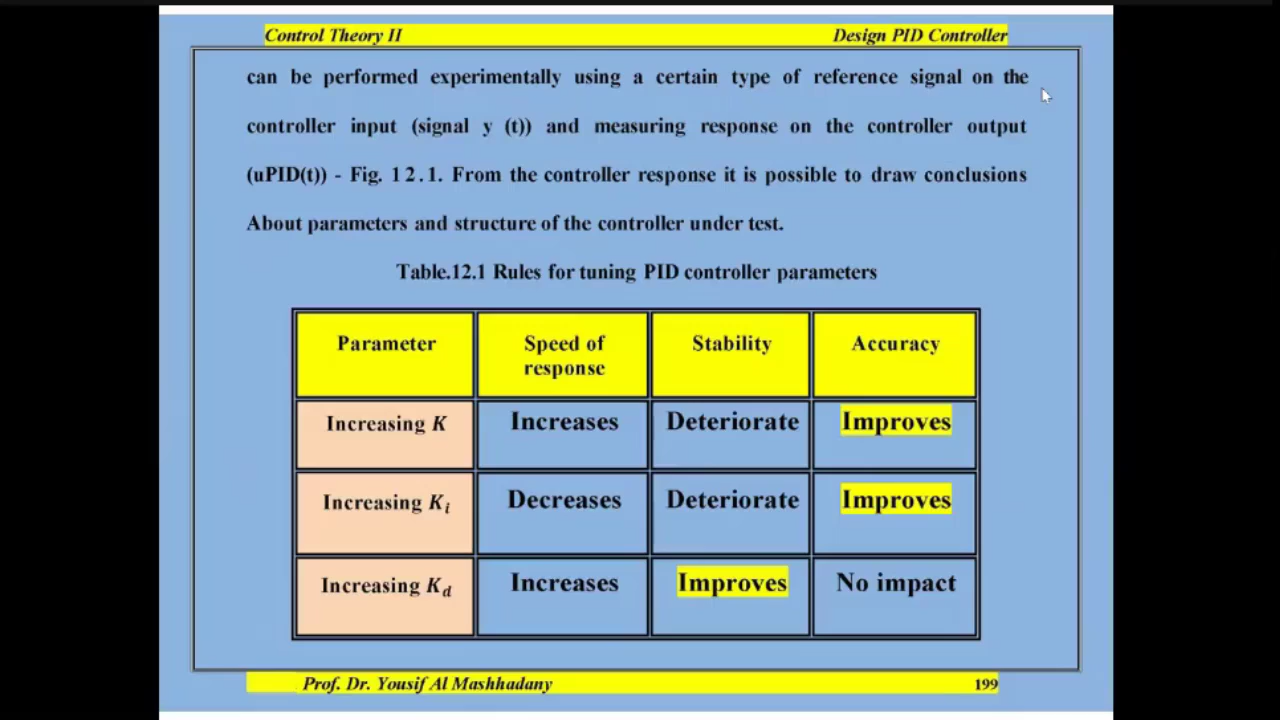 Control Theory II Design PID Controller
can be performed experimentally using a certain type of reference signal on the
controller input (signal y (t)) and measuring response on the controller output
(uPID(t)) - Fig. 12.1. From the controller response it is possible to draw conclusions
About parameters and structure of the controller under test.
Table.12.1 Rules for tuning PID controller parameters
Parameter Speed of response Stability Accuracy
Increasing K Increases Deteriorate Improves
Increasing Ki Decreases Deteriorate Improves
Increasing Kd Increases Improves No impact
Prof. Dr. Yousif Al Mashhadany 199